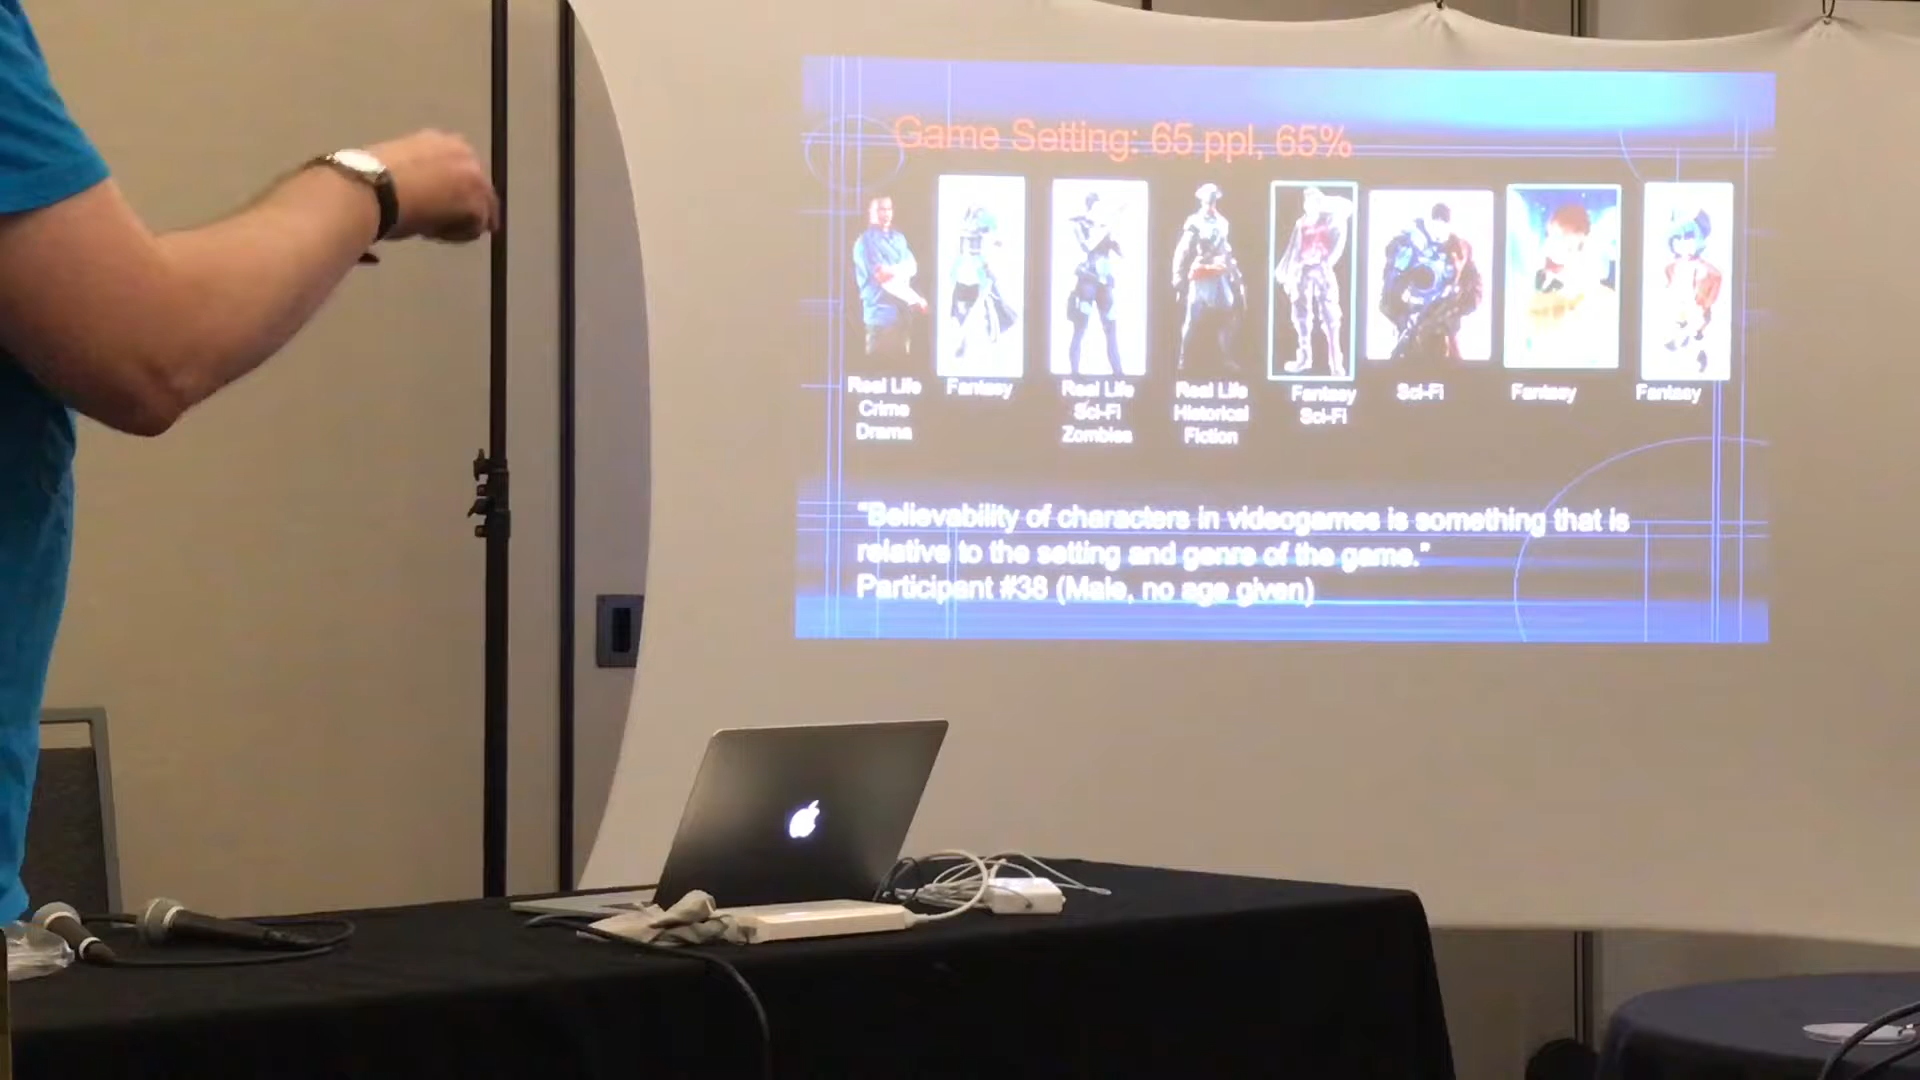 Game Setting: 65 ppl, 65%
Real Life
Crime
Drama
Fantasy
Real Life
Sci-Fi
Zombies
Real Life
Historical
Fiction
Fantasy
Sci-Fi
Sci-Fi
Fantasy
Fantasy
“Believability of characters in videogames is something that is
relative to the setting and genre of the game.”
Participant #38 (Male, no age given)